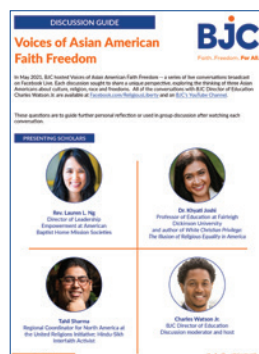 DISCUSSION GUIDE
Voices of Asian American
Faith Freedom
BJC
Faith. Freedom. For All.
In May 2021, BJC hosted Voices of Asian American Faith Freedom – a series of live conversations broadcast
on Facebook Live. Each discussion sought to share a unique perspective, exploring the thinking of three Asian
Americans about culture, religion, race and freedom. All of the conversations with BJC Director of Education
Charles Watson Jr. are available at Facebook.com/ReligiousLiberty and on BJC's YouTube Channel.
These questions are to guide further personal reflection or used in group discussion after watching each
conversation.
PRESENTING SCHOLARS
Rev. Lauren L. Ng
Director of Leadership
Empowerment at American
Baptist Home Mission Societies
Dr. Khyati Joshi
Professor of Education at Fairleigh
Dickinson University
and author of White Christian Privilege:
The Illusion of Religious Equality in America
Tahil Sharma
Regional Coordinator for North America at
the United Religions Initiative; Hindu-Sikh
Interfaith Activist
Charles Watson Jr.
BJC Director of Education
Discussion moderator and host